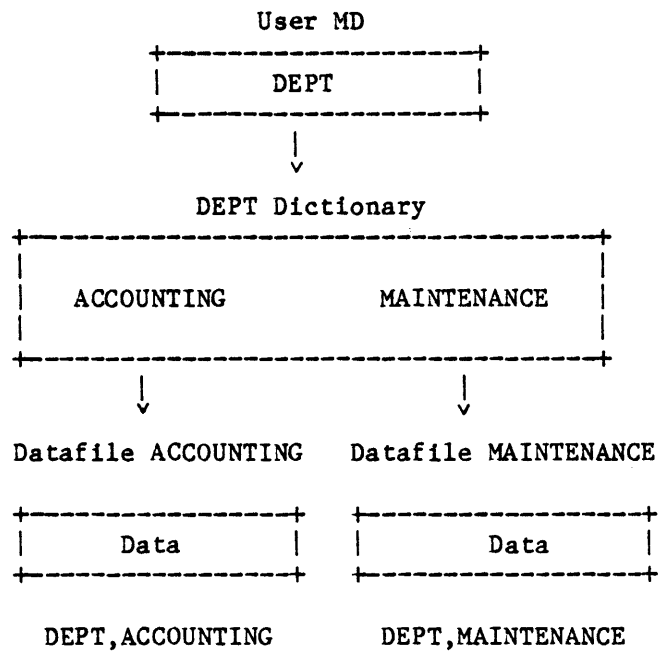 User MD
DEPT
DEPT Dictionary
ACCOUNTING MAINTENANCE
Datafile ACCOUNTING Datafile MAINTENANCE
Data Data
DEPT,ACCOUNTING DEPT,MAINTENANCE